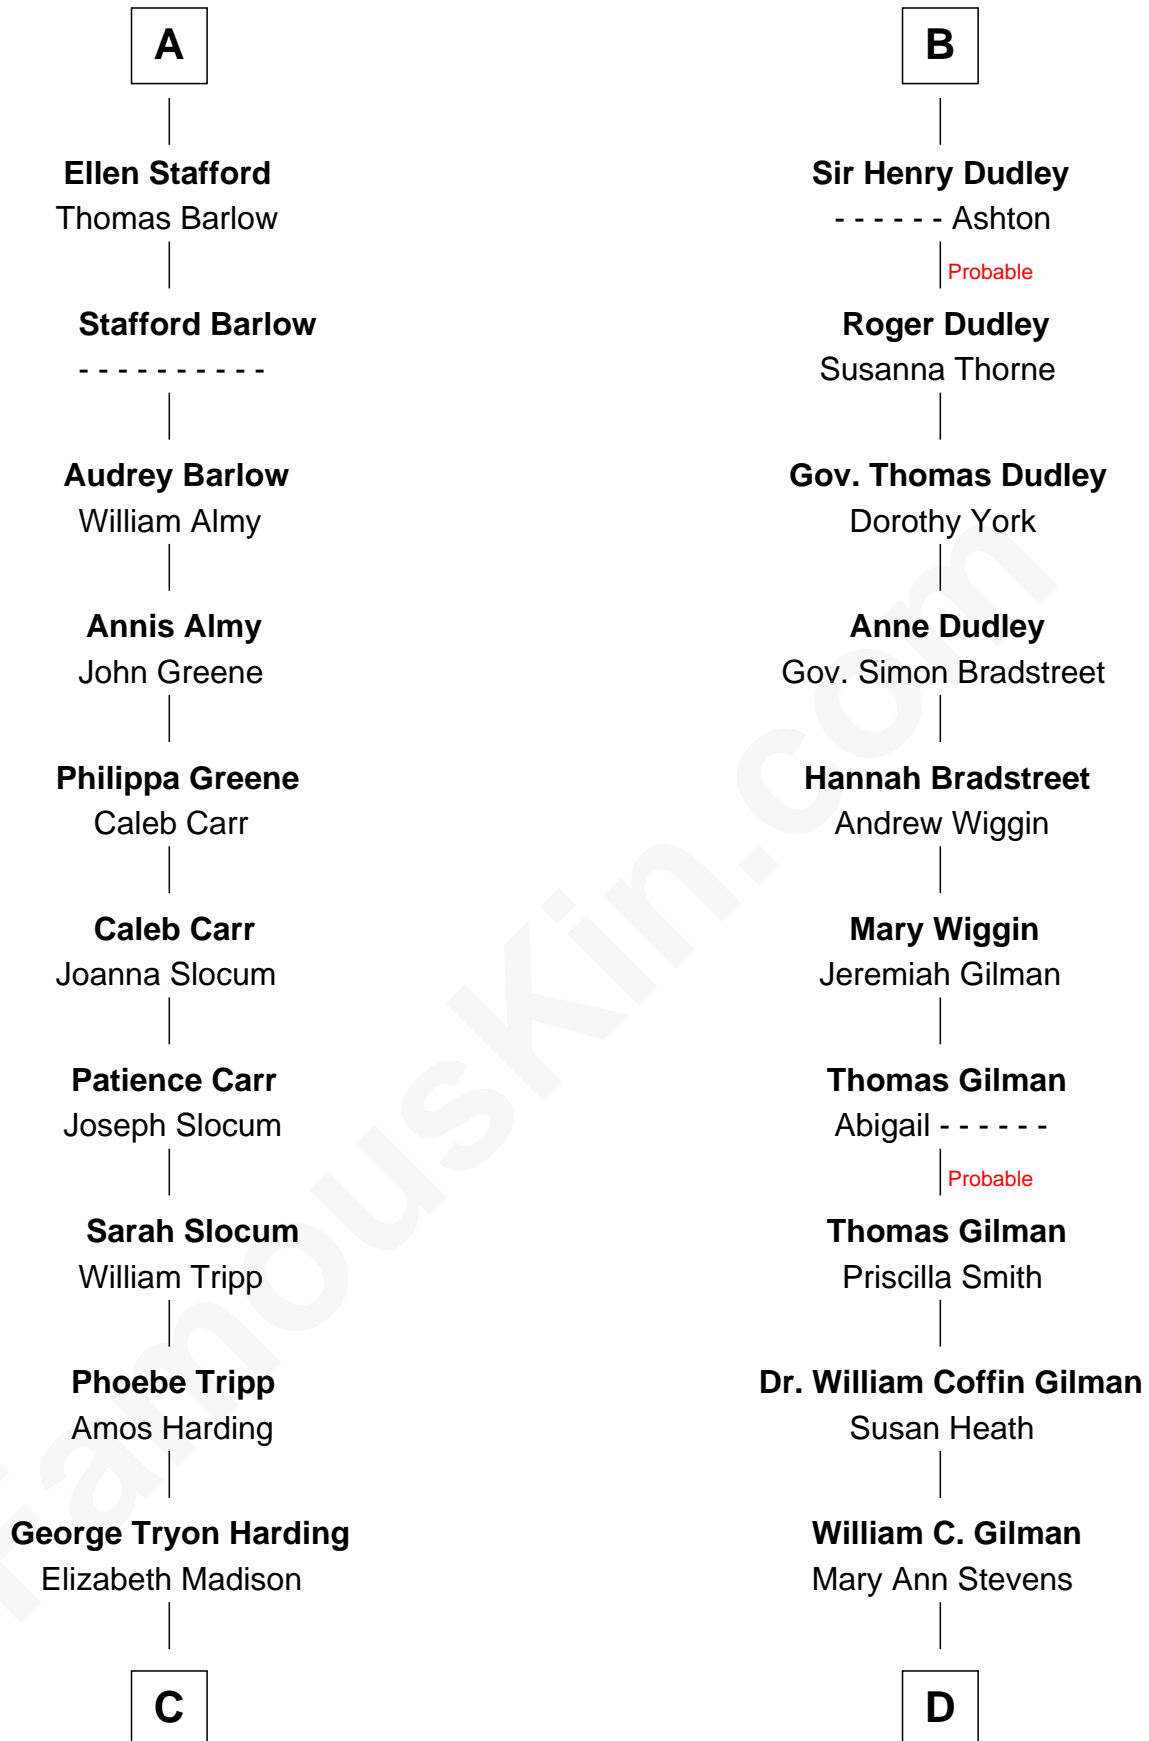 A
Ellen Stafford
Thomas Barlow
Stafford Barlow
- - - - - - - - - -
Audrey Barlow
William Almy
Annis Almy
John Greene
Philippa Greene
Caleb Carr
Caleb Carr
Joanna Slocum
Patience Carr
Joseph Slocum
Sarah Slocum
William Tripp
Phoebe Tripp
Amos Harding
George Tryon Harding
Elizabeth Madison
C
B
Sir Henry Dudley
- - - - - - Ashton
Probable
Roger Dudley
Susanna Thorne
Gov. Thomas Dudley
Dorothy York
Anne Dudley
Gov. Simon Bradstreet
Hannah Bradstreet
Andrew Wiggin
Mary Wiggin
Jeremiah Gilman
Thomas Gilman
Abigail - - - - - -
Probable
Thomas Gilman
Priscilla Smith
Dr. William Coffin Gilman
Susan Heath
William C. Gilman
Mary Ann Stevens
D
FamousKin.com